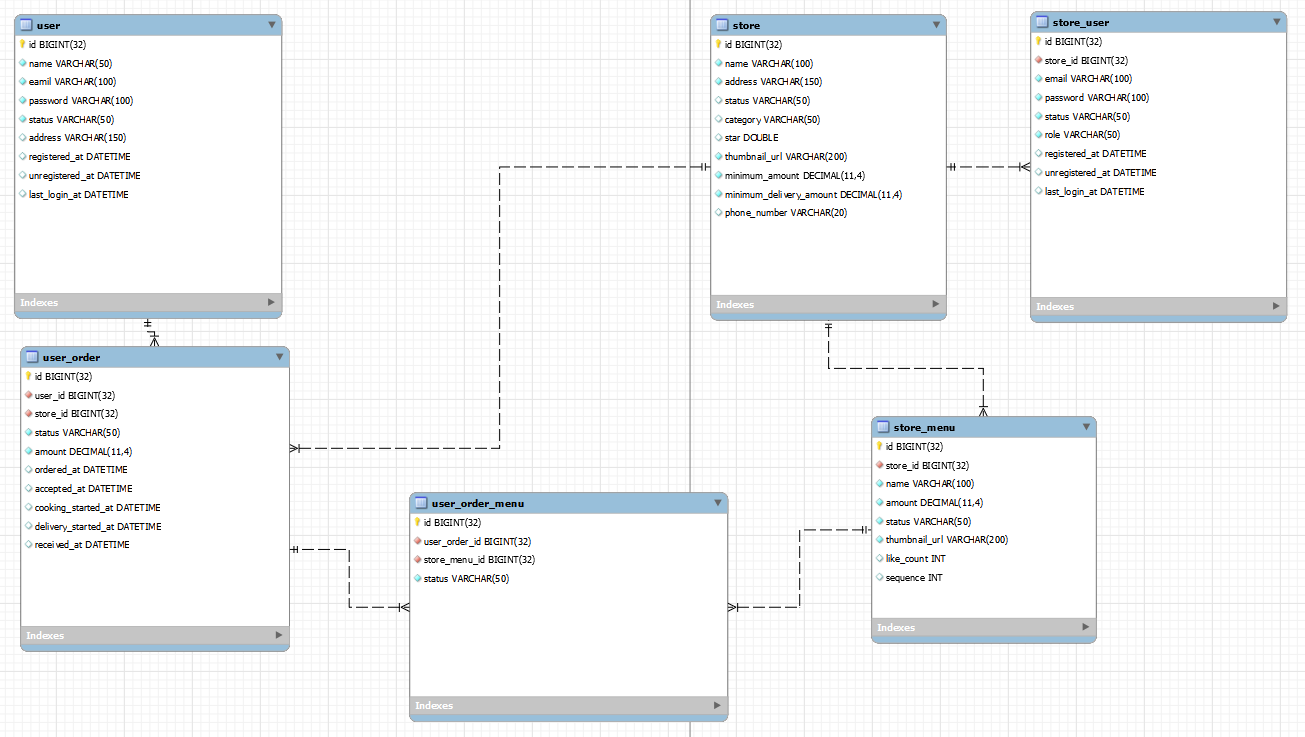 user
id BIGINT(32)
name VARCHAR(50)
eamil VARCHAR(100)
password VARCHAR(100)
status VARCHAR(50)
address VARCHAR(150)
registered_at DATETIME
unregistered_at DATETIME
last_login_at DATETIME
Indexes
store
id BIGINT(32)
name VARCHAR(100)
address VARCHAR(150)
status VARCHAR(50)
category VARCHAR(50)
star DOUBLE
thumbnail_url VARCHAR(200)
minimum_amount DECIMAL(11,4)
minimum_delivery_amount DECIMAL(11,4)
phone_number VARCHAR(20)
Indexes
store_user
id BIGINT(32)
store_id BIGINT(32)
email VARCHAR(100)
password VARCHAR(100)
status VARCHAR(50)
role VARCHAR(50)
registered_at DATETIME
unregistered_at DATETIME
last_login_at DATETIME
Indexes
user_order
id BIGINT(32)
user_id BIGINT(32)
store_id BIGINT(32)
status VARCHAR(50)
amount DECIMAL(11,4)
ordered_at DATETIME
accepted_at DATETIME
cooking_started_at DATETIME
delivery_started_at DATETIME
received_at DATETIME
Indexes
user_order_menu
id BIGINT(32)
user_order_id BIGINT(32)
store_menu_id BIGINT(32)
status VARCHAR(50)
Indexes
store_menu
id BIGINT(32)
store_id BIGINT(32)
name VARCHAR(100)
amount DECIMAL(11,4)
status VARCHAR(50)
thumbnail_url VARCHAR(200)
like_count INT
sequence INT
Indexes